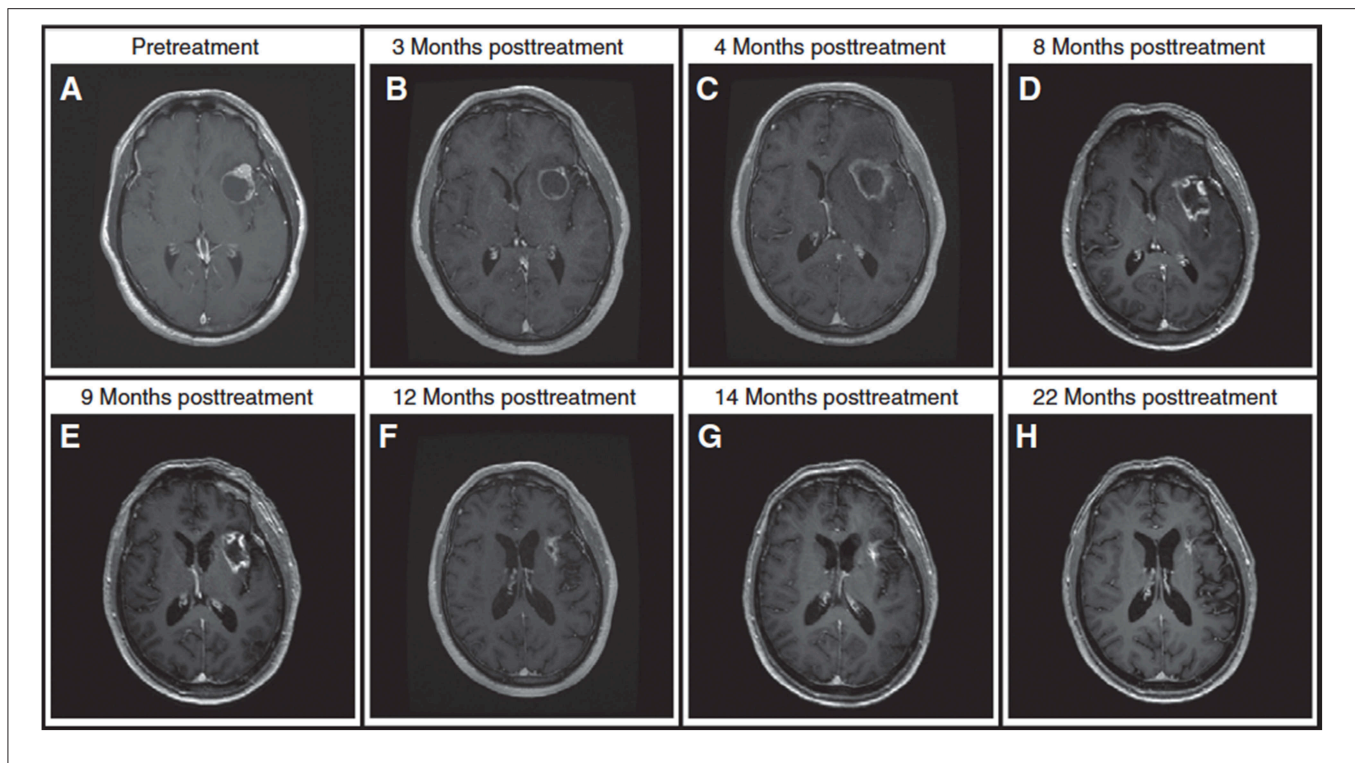 Pretreatment
3 Months posttreatment
4 Months posttreatment
8 Months posttreatment
A
B
C
D
9 Months posttreatment
12 Months posttreatment
14 Months posttreatment
22 Months posttreatment
E
F
G
H